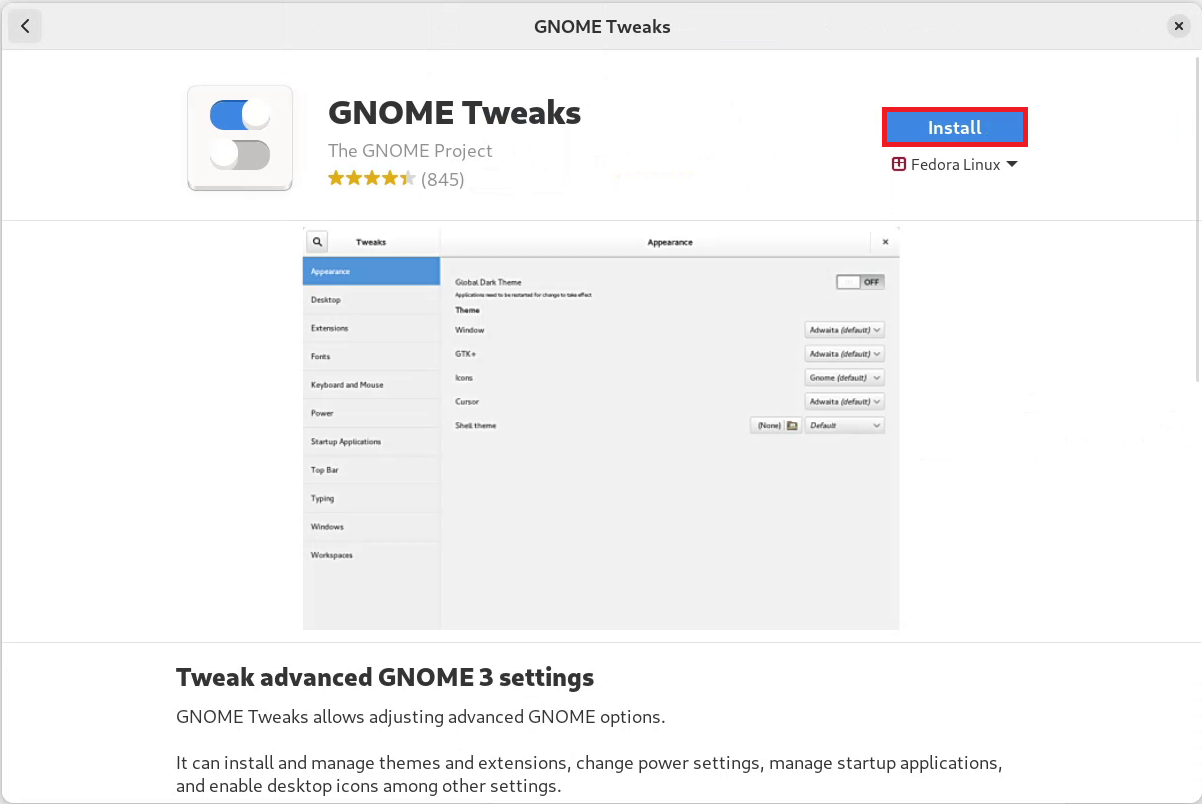 GNOME Tweaks
GNOME Tweaks
The GNOME Project
(845)
Install
Fedora Linux
Tweaks
Appearance
Appearance
Desktop
Extensions
Fonts
Keyboard and Mouse
Power
Startup Applications
Top Bar
Typing
Windows
Workspaces
Global Dark Theme
OFF
Applications need to be restarted for change to take effect
Theme
Window Adwaita (default)
GTK+ Adwaita (default)
Icons Gnome (default)
Cursor Adwaita (default)
Shell theme (None) Default
Tweak advanced GNOME 3 settings
GNOME Tweaks allows adjusting advanced GNOME options.
It can install and manage themes and extensions, change power settings, manage startup applications,
and enable desktop icons among other settings.